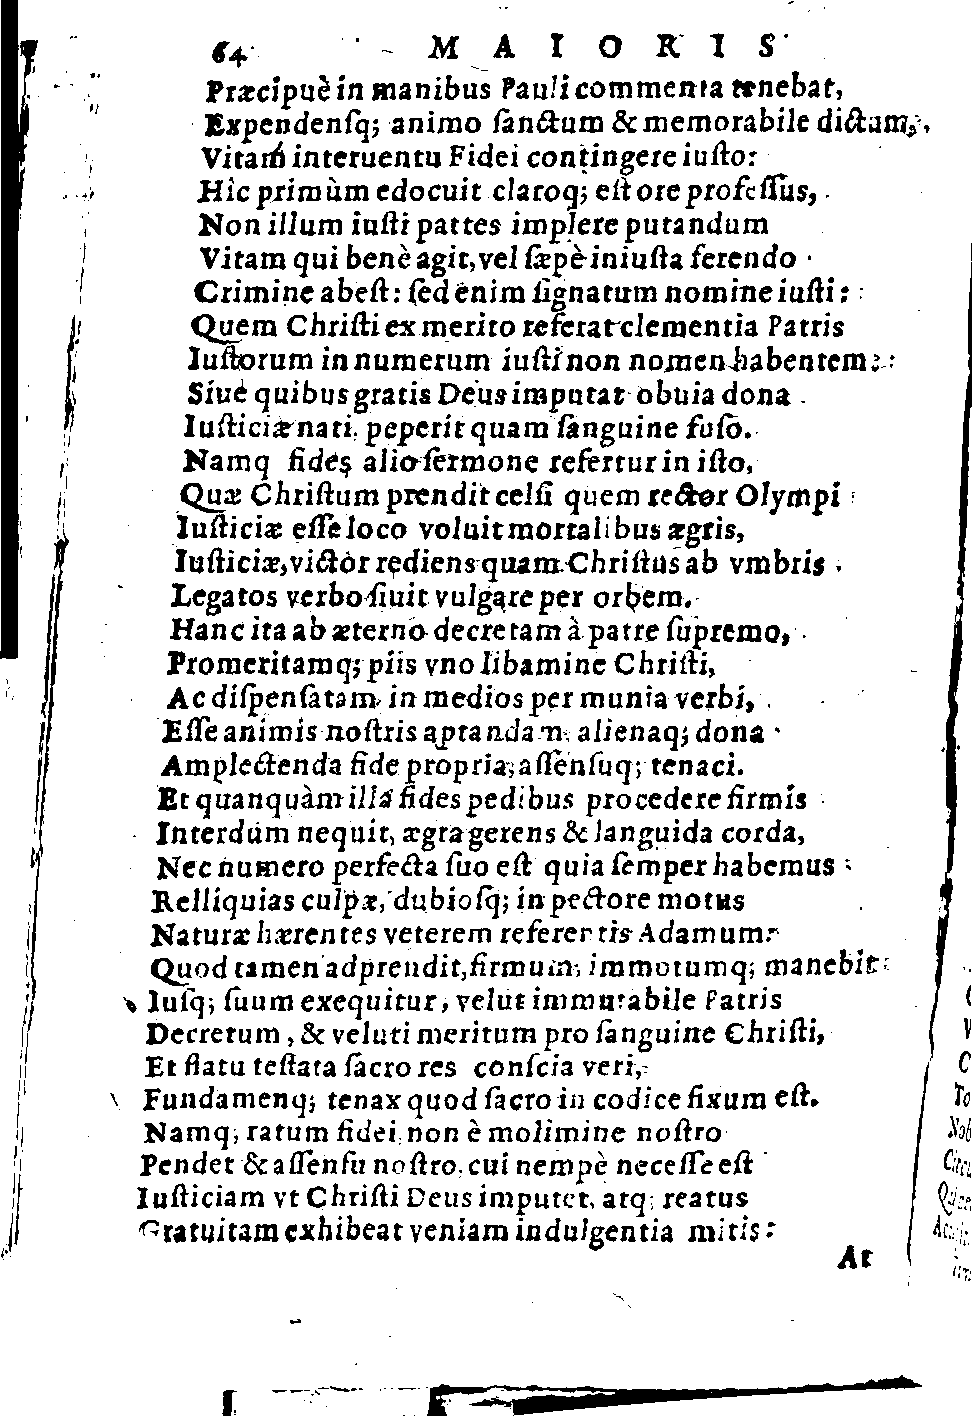 64 MAIORIS
Præcipuè in manibus Pauli commenta tenebat,
Expendenſq; animo ſanctum & memorabile dictum,
Vitam interuentu Fidei contingere iuſto:
Hic primùm edocuit claroq; eſt ore profeſſus,
Non illum iuſti partes implere putandum
Vitam qui benè agit, vel ſæpè iniuſta ferendo
Crimine abeſt: ſed enim ſignatum nomine iuſti:
Quem Chriſti ex merito referat clementia Patris
Iuſtorum in numerum iuſti non nomen habentem:
Siue quibus gratis Deus imputat obuia dona
Iuſticiæ nati peperit quam ſanguine fuſo.
Namq fides alio ſermone refertur in iſto,
Quæ Chriſtum prendit celſi quem rector Olympi
Iuſticiæ eſſe loco voluit mortalibus ægris,
Iuſticiæ, victor rediens quam Chriſtus ab vmbris
Legatos verbo ſiuit vulgare per orbem.
Hanc ita ab æterno decretam à patre ſupremo,
Promeritamq; piis vno libamine Chriſti,
Ac diſpenſatam in medios per munia verbi,
Eſſe animis noſtris aptandam, alienaq; dona
Amplectenda fide propria, aſſenſuq; tenaci.
Et quanquàm illa fides pedibus procedere firmis
Interdum nequit, ægra gerens & languida corda,
Nec numero perfecta ſuo eſt quia ſemper habemus
Relliquias culpæ, dubioſq; in pectore motus
Naturæ hærentes veterem referentis Adamum:
Quod tamen adprendit, firmum, immotumq; manebit
Iuſq; ſuum exequitur, velut immutabile Patris
Decretum, & veluti meritum pro ſanguine Chriſti,
Et flatu teſtata ſacro res conſcia veri,
Fundamenq; tenax quod ſacro in codice fixum eſt.
Namq; ratum fidei non è molimine noſtro
Pendet & aſſenſu noſtro, cui nempè neceſſe eſt
Iuſticiam vt Chriſti Deus imputet, atq; reatus
Gratuitam exhibeat veniam indulgentia mitis:
At